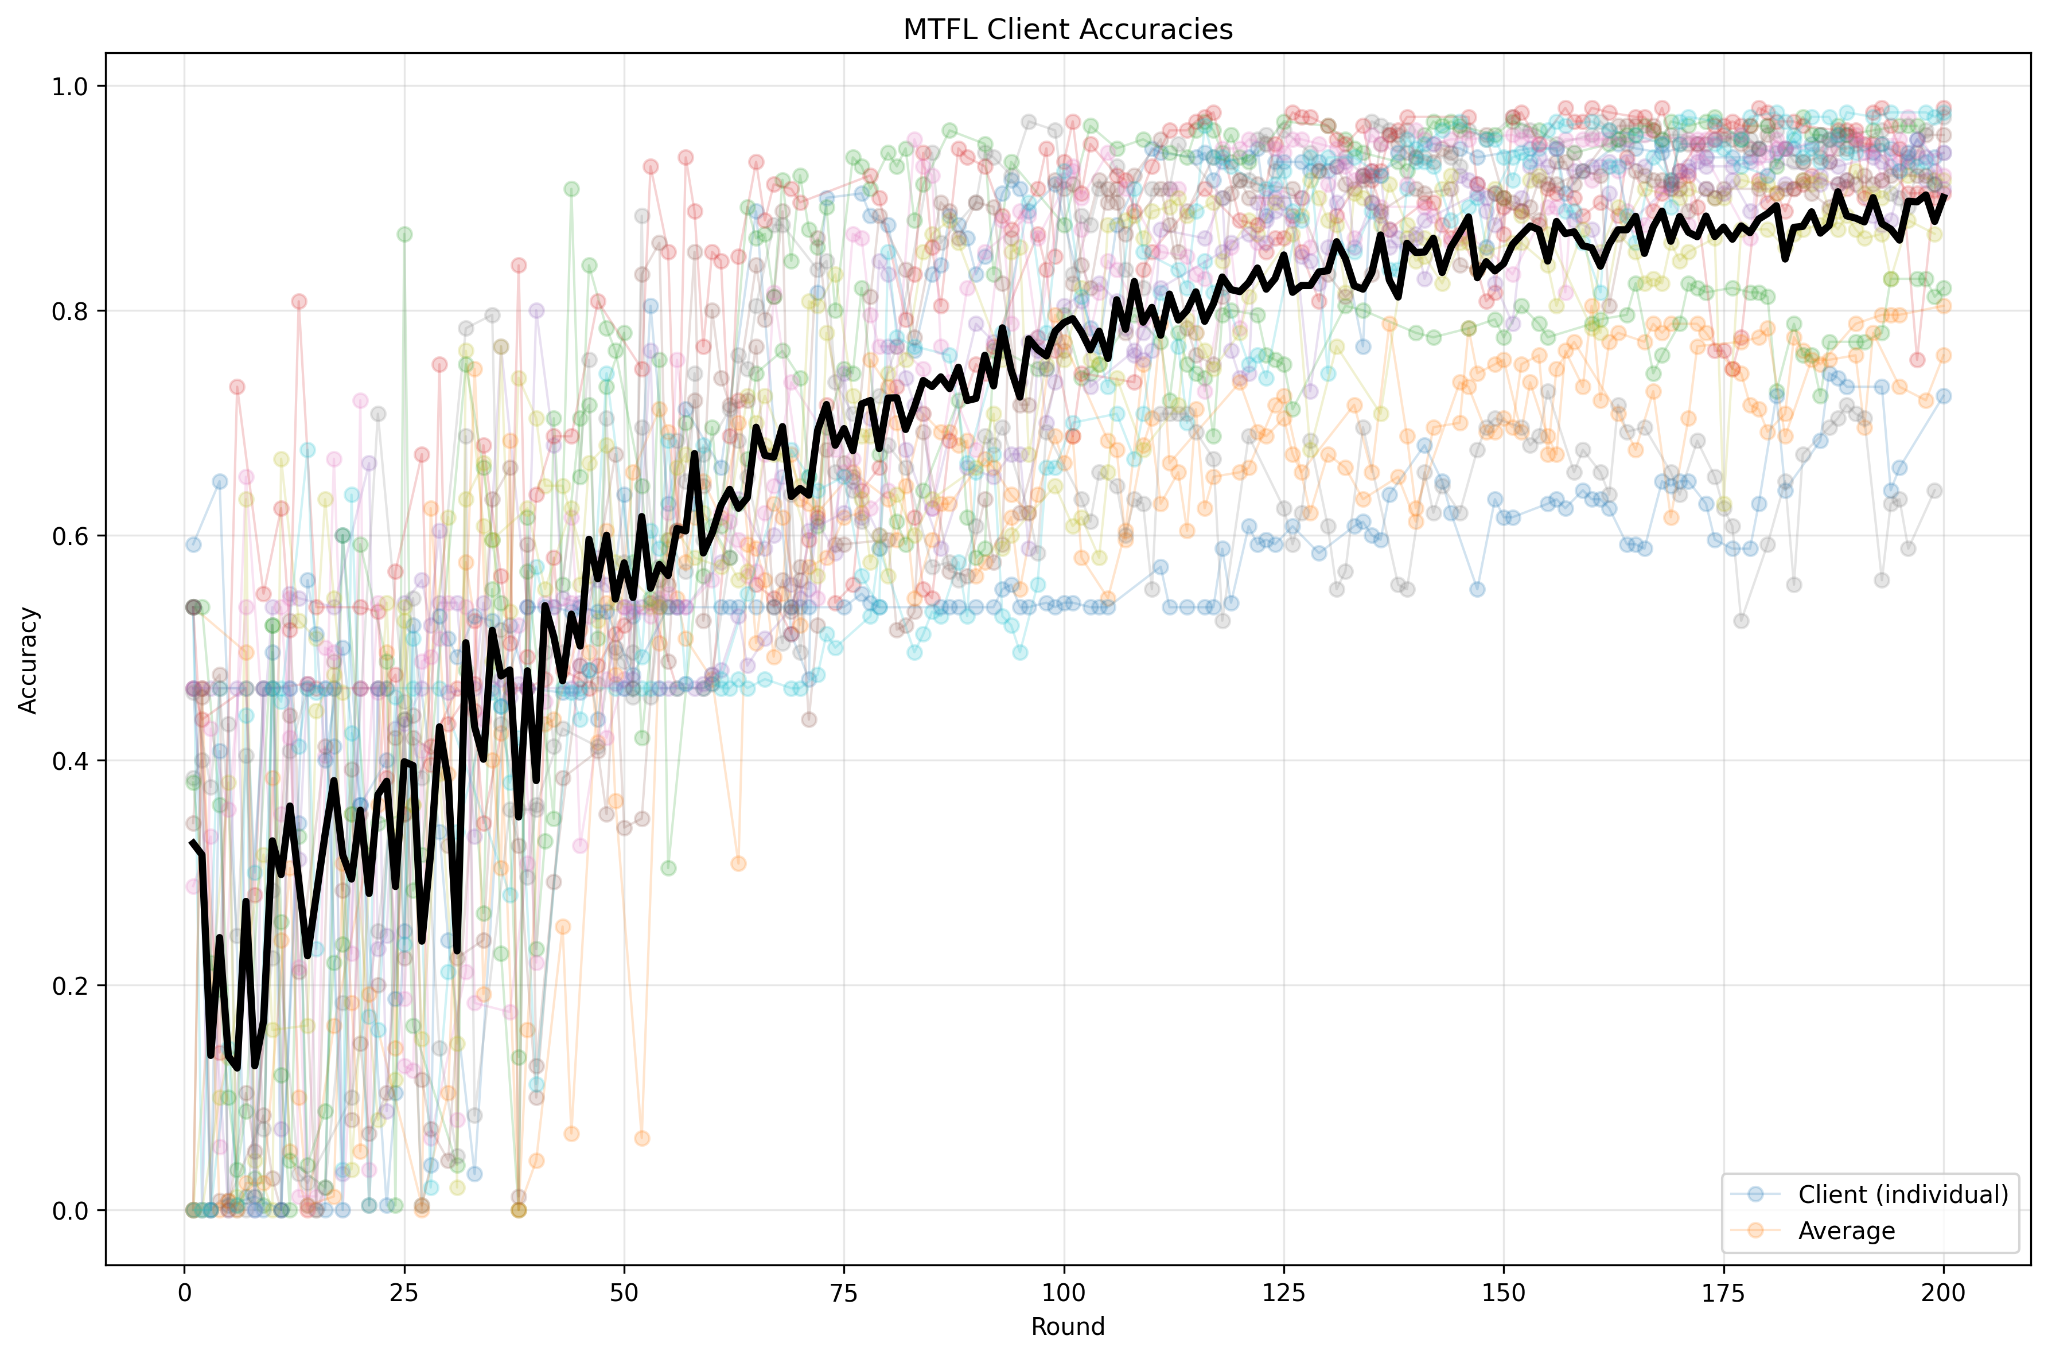 MTFL Client Accuracies
1.0
0.8
0.6
0.4
0.2
0.0
Accuracy
Client (individual)
Average
0 25 50 75 100 125 150 175 200
Round